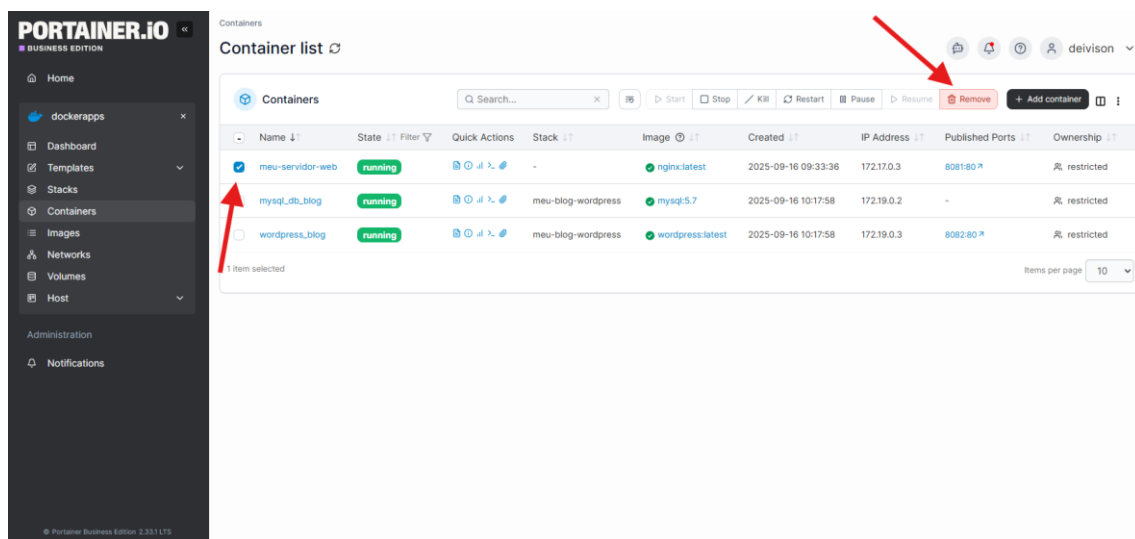 PORTAINER.iO
BUSINESS EDITION
Home
dockerapps
Dashboard
Templates
Stacks
Containers
Images
Networks
Volumes
Host
Administration
Notifications
© Portainer Business Edition 2.33.1 LTS
Containers
Container list
deivison
Containers
Search...
Start Stop Kill Restart Pause Resume Remove + Add container
Name State Filter Quick Actions Stack Image Created IP Address Published Ports Ownership
meu-servidor-web running - nginx:latest 2025-09-16 09:33:36 172.17.0.3 8081:80 restricted
mysql_db_blog running meu-blog-wordpress mysql:5.7 2025-09-16 10:17:58 172.19.0.2 - restricted
wordpress_blog running meu-blog-wordpress wordpress:latest 2025-09-16 10:17:58 172.19.0.3 8082:80 restricted
1 item selected
Items per page 10